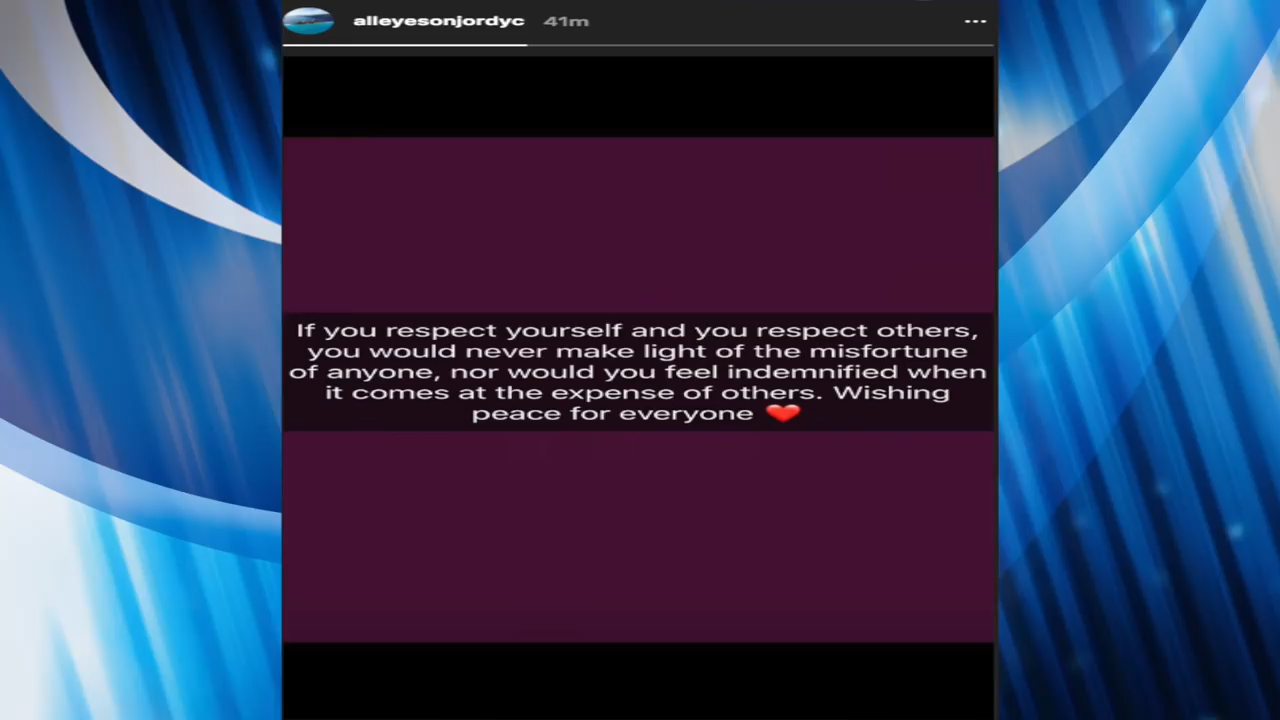 alleyesonjordyc 41m
If you respect yourself and you respect others,
you would never make light of the misfortune
of anyone, nor would you feel indemnified when
it comes at the expense of others. Wishing
peace for everyone ❤️